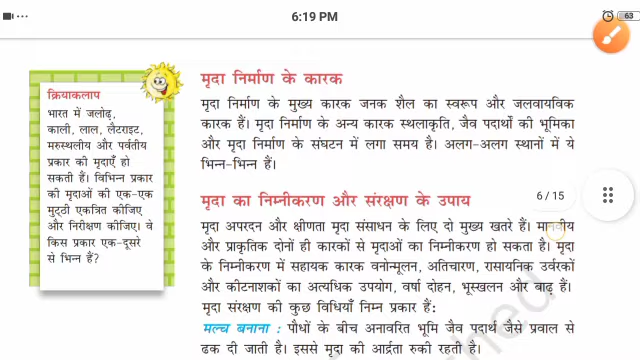 6:19 PM
63
क्रियाकलाप
भारत में जलोढ़,
काली, लाल, लैटराइट,
मरुस्थलीय और पर्वतीय
प्रकार की मृदाएँ हो
सकती हैं। विभिन्न प्रकार
की मृदाओं की एक-एक
मुट्ठी एकत्रित कीजिए
और निरीक्षण कीजिए। वे
किस प्रकार एक-दूसरे
से भिन्न हैं?
मृदा निर्माण के कारक
मृदा निर्माण के मुख्य कारक जनक शैल का स्वरूप और जलवायविक
कारक हैं। मृदा निर्माण के अन्य कारक स्थलाकृति, जैव पदार्थों की भूमिका
और मृदा निर्माण के संघटन में लगा समय है। अलग-अलग स्थानों में ये
भिन्न-भिन्न हैं।
मृदा का निम्नीकरण और संरक्षण के उपाय
6 / 15
मृदा अपरदन और क्षीणता मृदा संसाधन के लिए दो मुख्य खतरे हैं। मानवीय
और प्राकृतिक दोनों ही कारकों से मृदाओं का निम्नीकरण हो सकता है। मृदा
के निम्नीकरण में सहायक कारक वनोन्मूलन, अतिचारण, रासायनिक उर्वरकों
और कीटनाशकों का अत्यधिक उपयोग, वर्षा दोहन, भूस्खलन और बाढ़ हैं।
मृदा संरक्षण की कुछ विधियाँ निम्न प्रकार हैं:
मल्च बनाना : पौधों के बीच अनावरित भूमि जैव पदार्थ जैसे प्रवाल से
ढक दी जाती है। इससे मृदा की आर्द्रता रुकी रहती है।